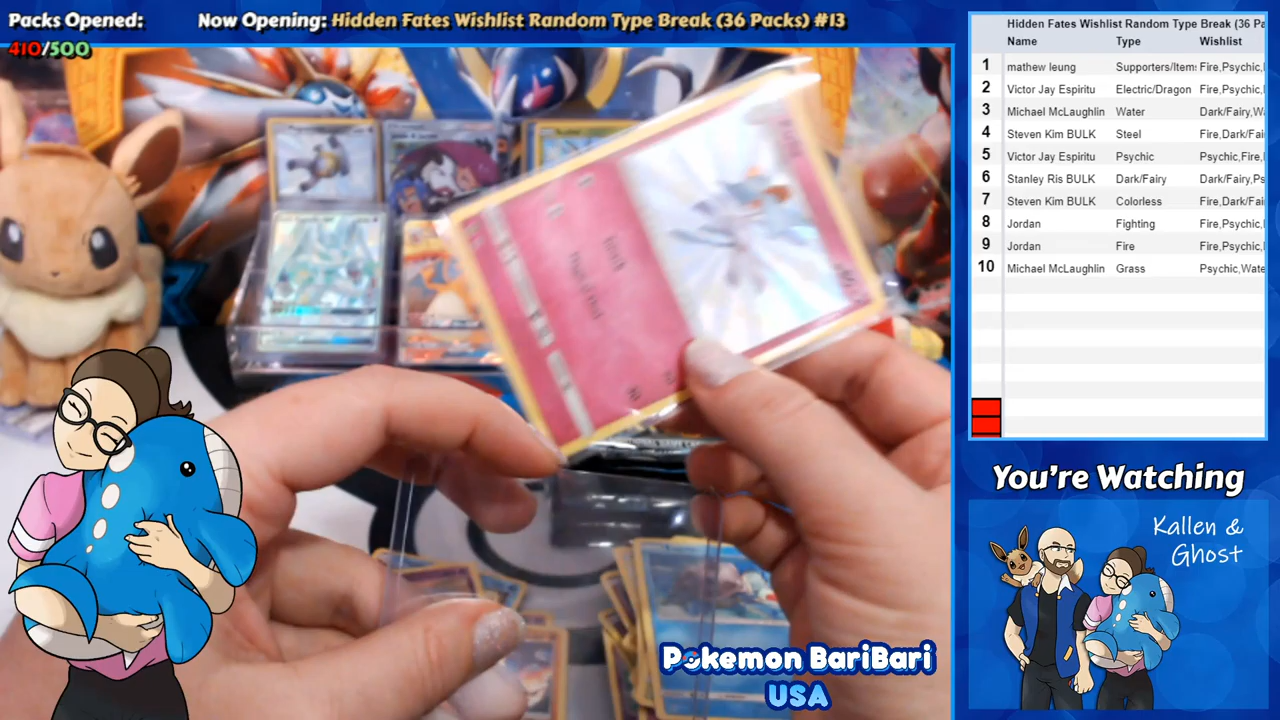 Packs Opened:
410/500
Now Opening: Hidden Fates Wishlist Random Type Break (36 Packs) #13
Hidden Fates Wishlist Random Type Break (36 Pa
Name Type Wishlist
1 mathew leung Supporters/Items Fire,Psychic,
2 Victor Jay Espiritu Electric/Dragon Fire,Psychic,
3 Michael McLaughlin Water Dark/Fairy,Wa
4 Steven Kim BULK Steel Fire,Dark/Fai
5 Victor Jay Espiritu Psychic Psychic,Fire,
6 Stanley Ris BULK Dark/Fairy Dark/Fairy,Ps
7 Steven Kim BULK Colorless Fire,Dark/Fai
8 Jordan Fighting Fire,Psychic,
9 Jordan Fire Fire,Psychic,
10 Michael McLaughlin Grass Psychic,Wate
You're Watching
Kallen &
Ghost
Pokemon BariBari
USA